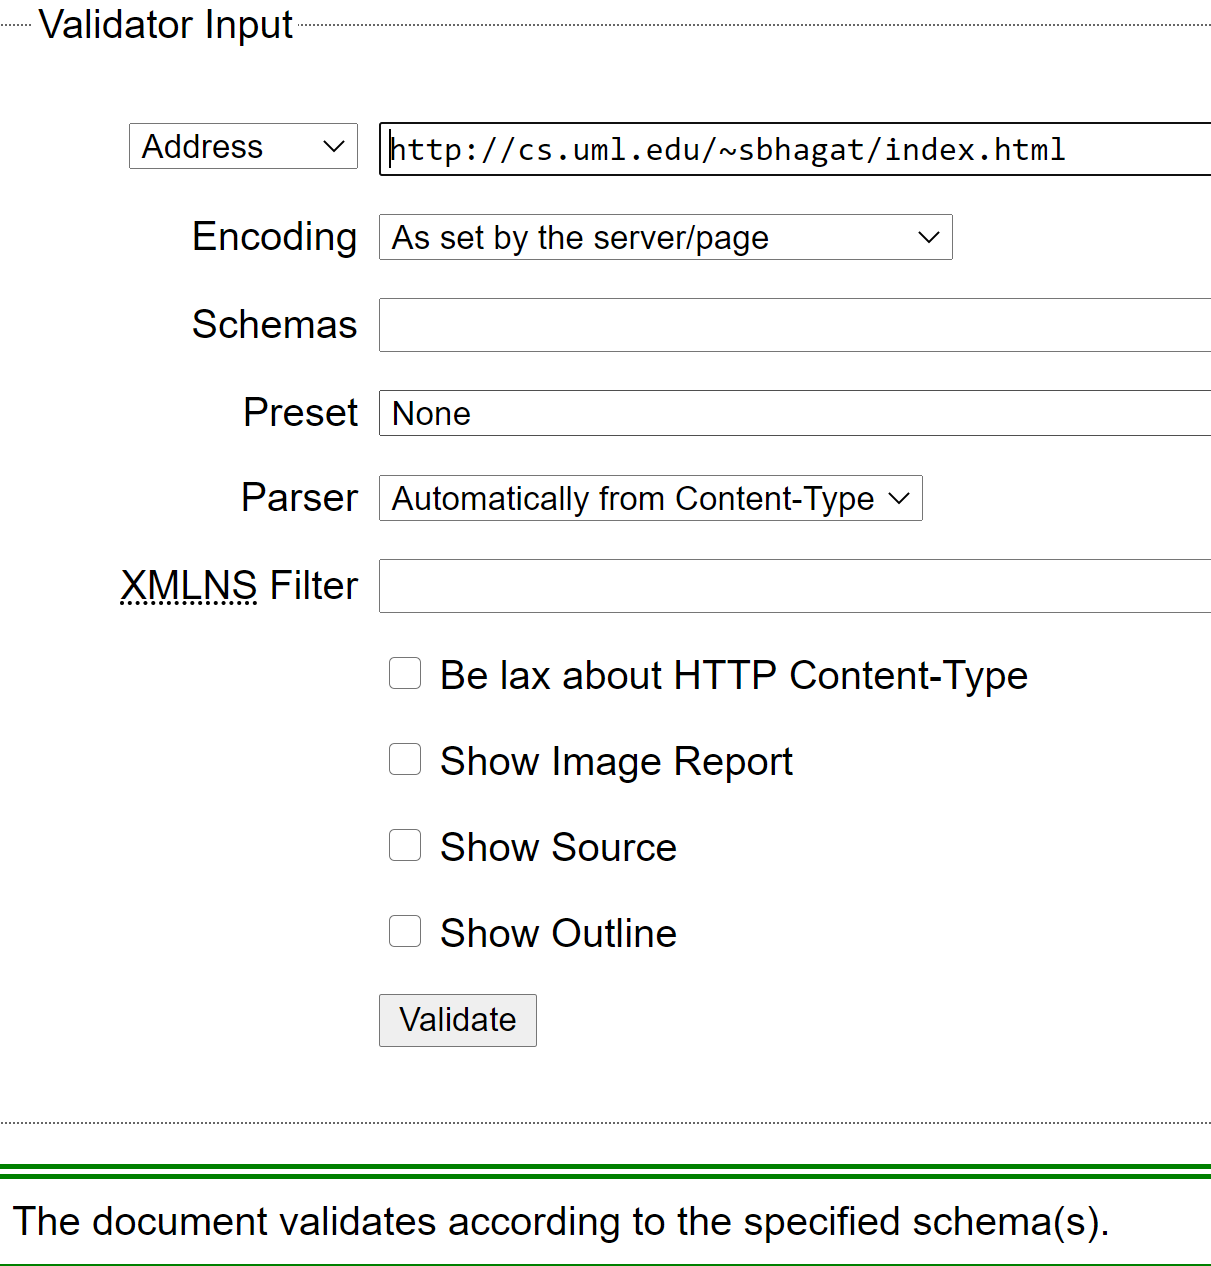 Validator Input
Address http://cs.uml.edu/~sbhagat/index.html
Encoding As set by the server/page
Schemas
Preset None
Parser Automatically from Content-Type
XMLNS Filter
Be lax about HTTP Content-Type
Show Image Report
Show Source
Show Outline
Validate
The document validates according to the specified schema(s).